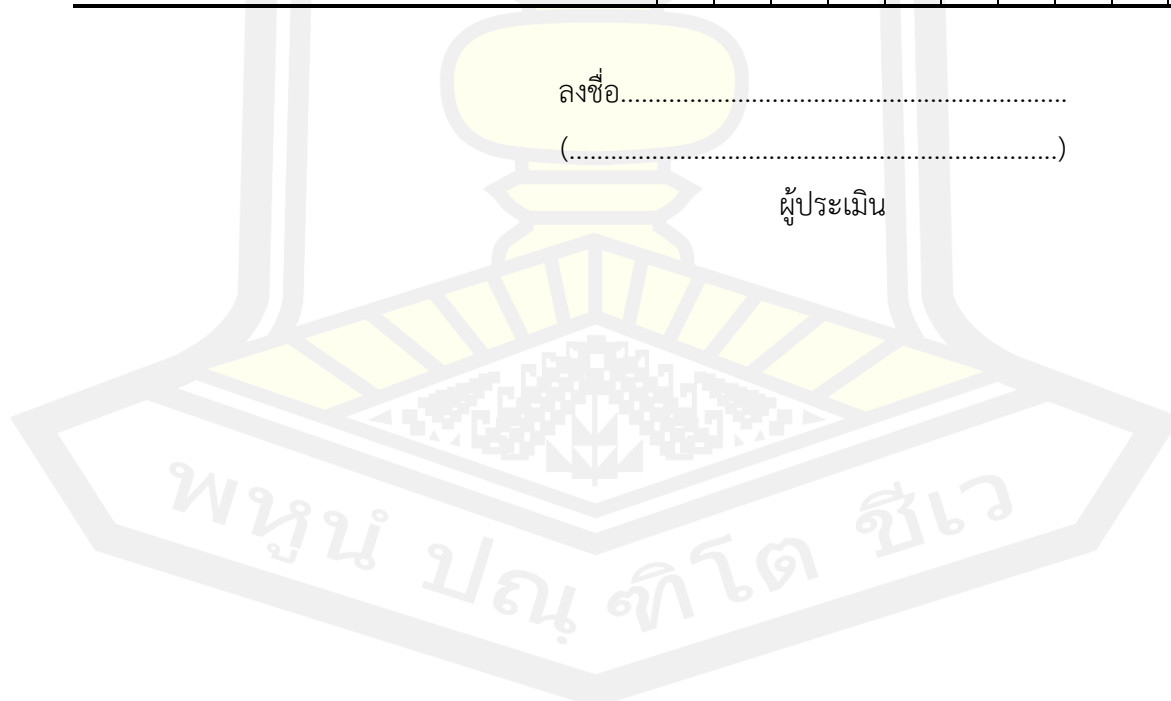 ลงชื่อ.................................................................
(.......................................................................)
ผู้ประเมิน
พหูนํ ปณฺฑิโต ชีเว